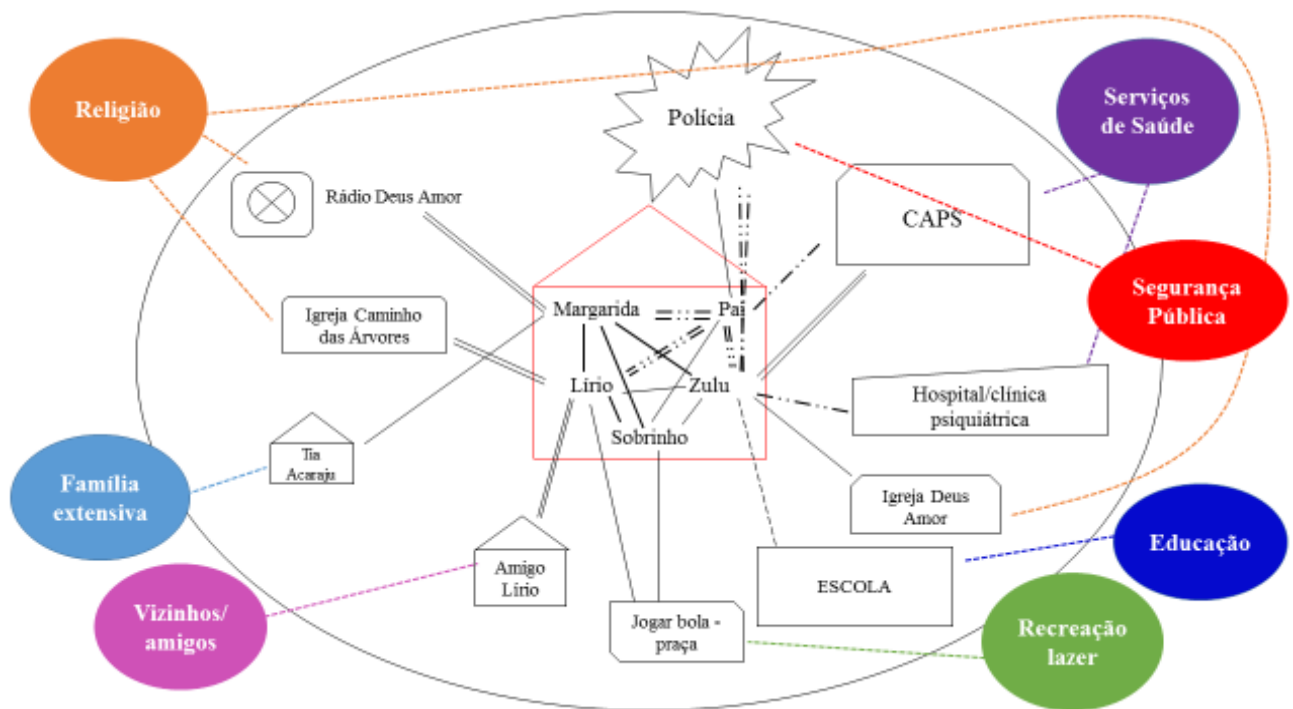 Religião
Polícia
Serviços
de Saúde
Rádio Deus Amor
CAPS
Igreja Caminho
das Árvores
Margarida
Pai
Segurança
Pública
Lírio
Zulu
Sobrinho
Hospital/clínica
psiquiátrica
Tia
Acaraju
Família
extensiva
Igreja Deus
Amor
Amigo
Lírio
ESCOLA
Educação
Vizinhos/
amigos
Jogar bola -
praça
Recreação
lazer